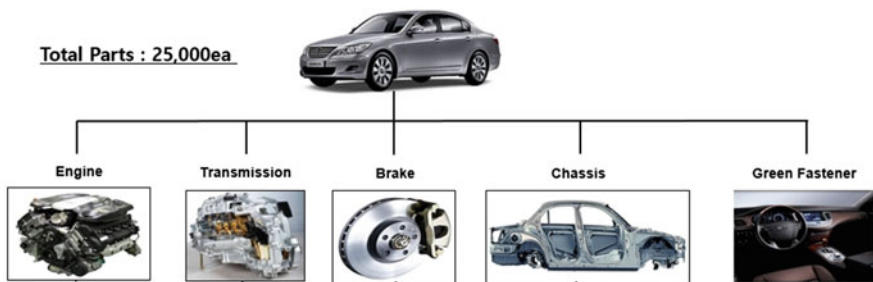 Total Parts : 25,000ea
Engine
Transmission
Brake
Chassis
Green Fastener